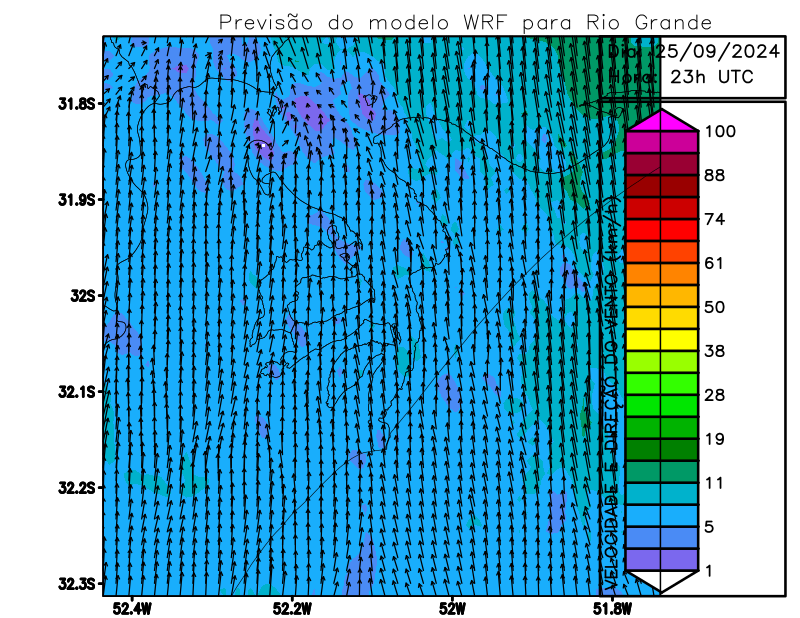 Previsão do modelo WRF para Rio Grande
Dia: 25/09/2024
Hora: 23h UTC
31.8S
31.9S
32S
32.1S
32.2S
32.3S
52.4W
52.2W
52W
51.8W
VELOCIDADE E DIREÇÃO DO VENTO (km/h)
100
88
74
61
50
38
28
19
11
5
1